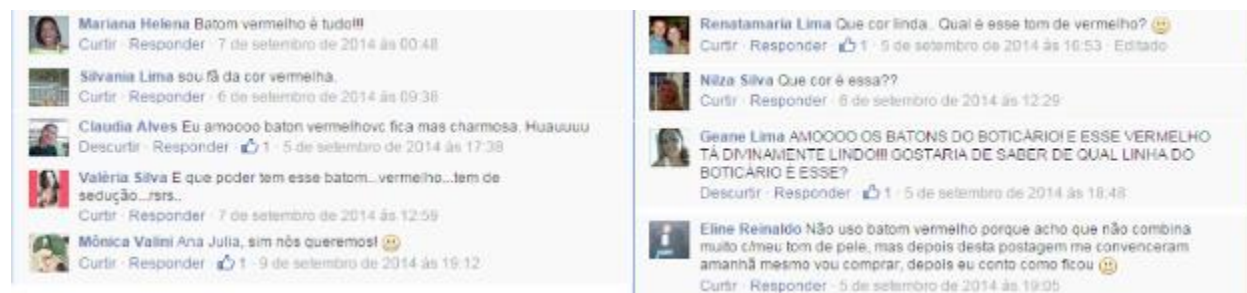 Mariana Helena Batom vermelho é tudo!!!
Curtir · Responder · 7 de setembro de 2014 às 00:48
Silvania Lima sou fã da cor vermelha.
Curtir · Responder · 6 de setembro de 2014 às 09:38
Claudia Alves Eu amoooo baton vermelhovc fica mas charmosa. Huauuuu
Descurtir · Responder · 1 · 5 de setembro de 2014 às 17:38
Valéria Silva E que poder tem esse batom...vermelho...tem de
sedução...rsrs..
Curtir · Responder · 7 de setembro de 2014 às 12:59
Mônica Valini Ana Julia, sim nós queremos!
Curtir · Responder · 1 · 9 de setembro de 2014 às 19:12
Renatamaria Lima Que cor linda.. Qual é esse tom de vermelho?
Curtir · Responder · 1 · 5 de setembro de 2014 às 16:53 · Editado
Nilza Silva Que cor é essa??
Curtir · Responder · 6 de setembro de 2014 às 12:29
Geane Lima AMOOOO OS BATONS DO BOTICÁRIO! E ESSE VERMELHO
TÁ DIVINAMENTE LINDO!!! GOSTARIA DE SABER DE QUAL LINHA DO
BOTICÁRIO É ESSE?
Descurtir · Responder · 1 · 5 de setembro de 2014 às 18:48
Eline Reinaldo Não uso batom vermelho porque acho que não combina
muito c/meu tom de pele, mas depois desta postagem me convenceram
amanhã mesmo vou comprar, depois eu conto como ficou
Curtir · Responder · 5 de setembro de 2014 às 19:05